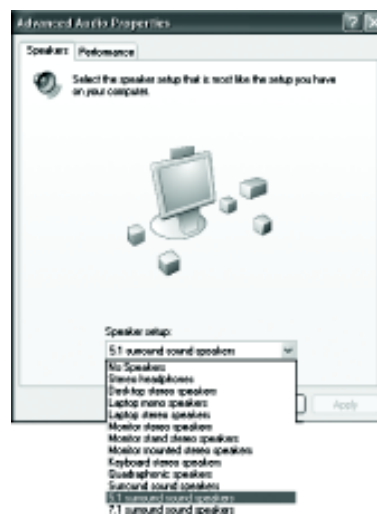 Advanced Audio Properties
Speakers Performance
Select the speaker setup that is most like the setup you have
on your computer.
Speaker setup:
5.1 surround sound speakers
No Speakers
Stereo headphones
Desktop stereo speakers
Laptop mono speakers
Laptop stereo speakers
Monitor stereo speakers
Monitor stand stereo speakers
Monitor mounted stereo speakers
Keyboard stereo speakers
Quadraphonic speakers
Surround sound speakers
5.1 surround sound speakers
7.1 surround sound speakers
Apply